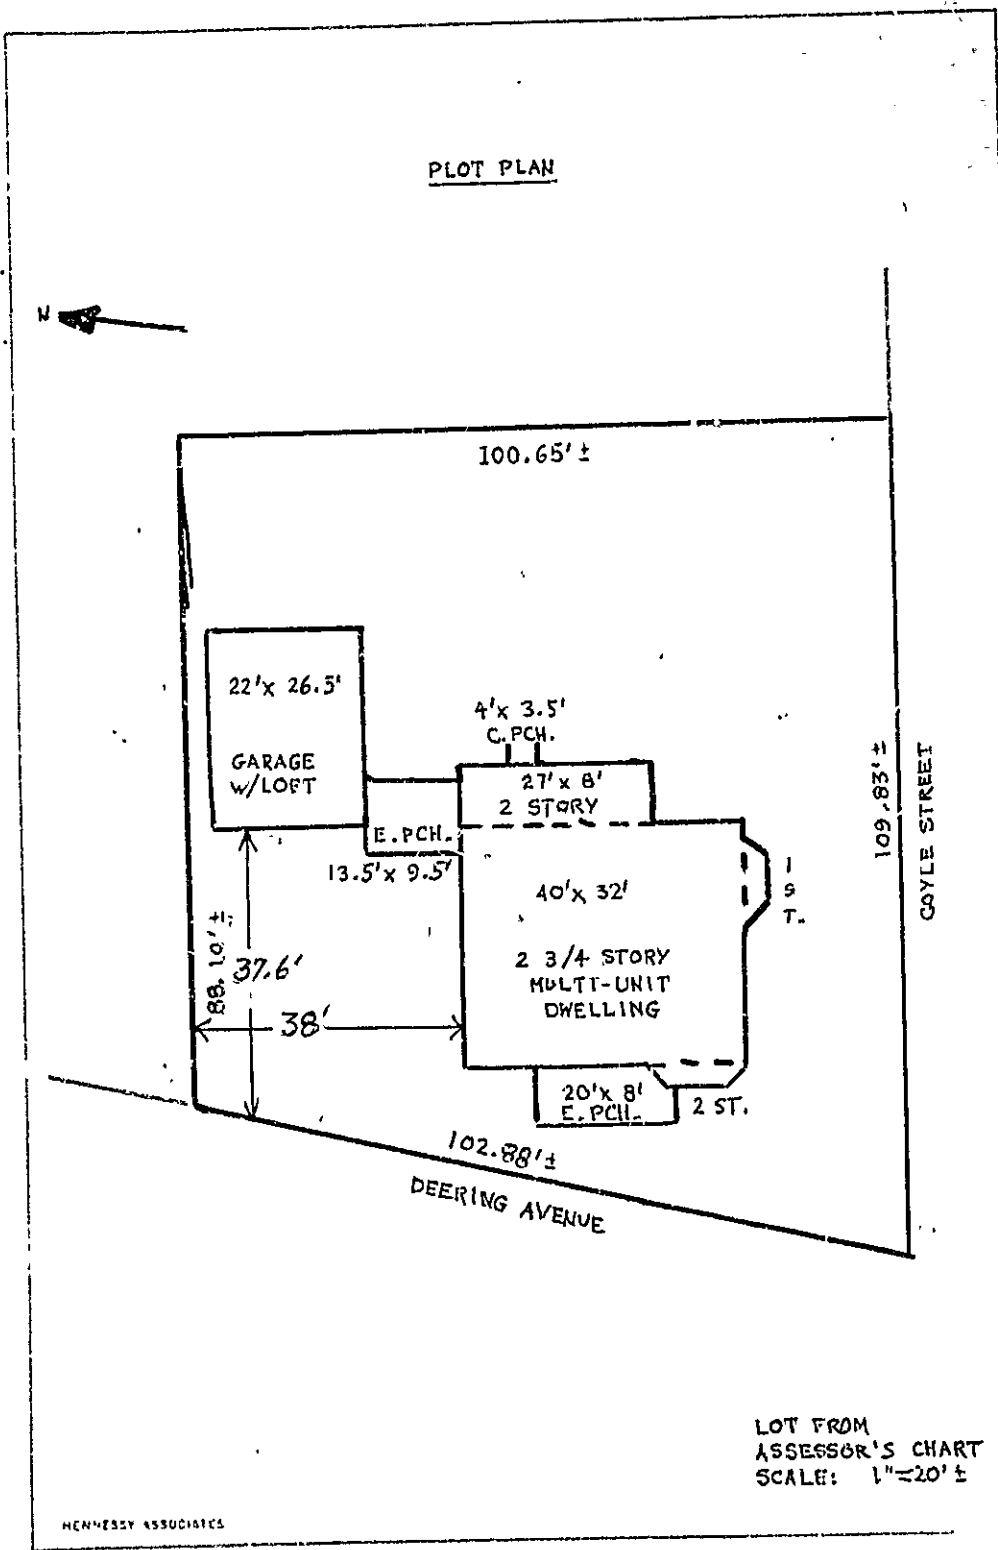 PLOT PLAN
N
100.65'±
22'x 26.5'
GARAGE
W/LOFT
4'x 3.5'
C.PCH.
27'x 8'
2 STORY
E.PCH.
13.5'x 9.5'
40'x 32'
1
S
T.
2 3/4 STORY
MULTI-UNIT
DWELLING
109.83'±
COYLE STREET
88.10'±
37.6'
38'
20'x 8'
E.PCH.
2 ST.
102.88'±
DEERING AVENUE
LOT FROM
ASSESSOR'S CHART
SCALE: 1"=20'±
HENNESSY ASSOCIATES